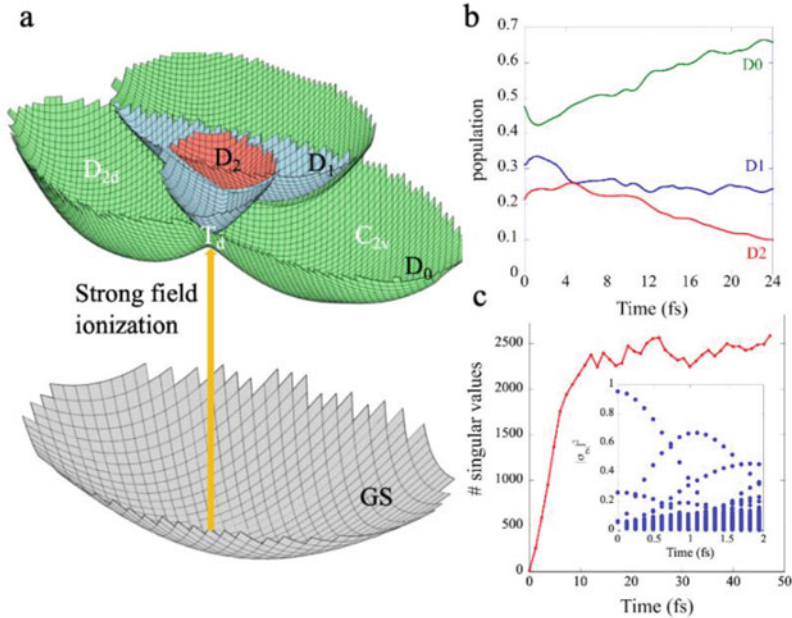 a
D2d
D2
D1
Td
C2v
D0
Strong field
ionization
GS
b
population
0.7
0.6
0.5
0.4
0.3
0.2
0.1
0
D0
D1
D2
0 4 8 12 16 20 24
Time (fs)
c
# singular values
2500
2000
1500
1000
500
0
0 10 20 30 40 50
Time (fs)
1
0.8
0.6
0.4
0.2
0
0 0.5 1 1.5 2
Time (fs)